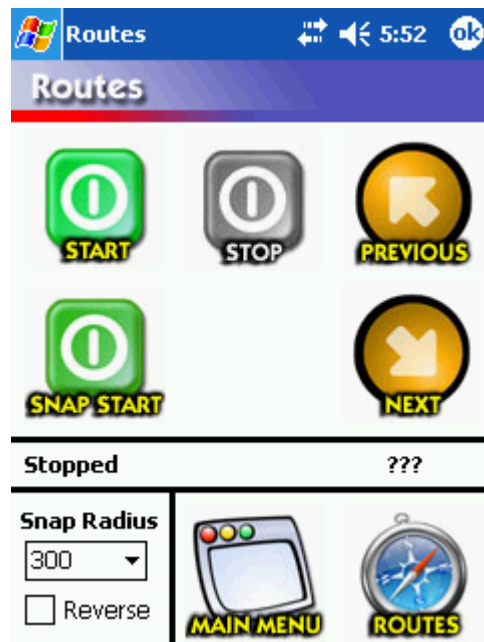 Routes 5:52 ok
Routes
START STOP PREVIOUS
SNAP START NEXT
Stopped ???
Snap Radius
300
Reverse
MAIN MENU ROUTES